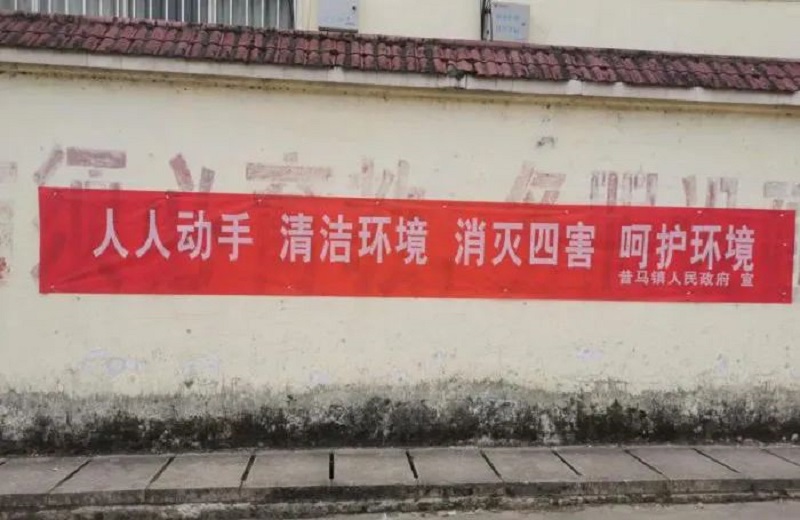 人人动手 清洁环境 消灭四害 呵护环境
昔马镇人民政府 宣